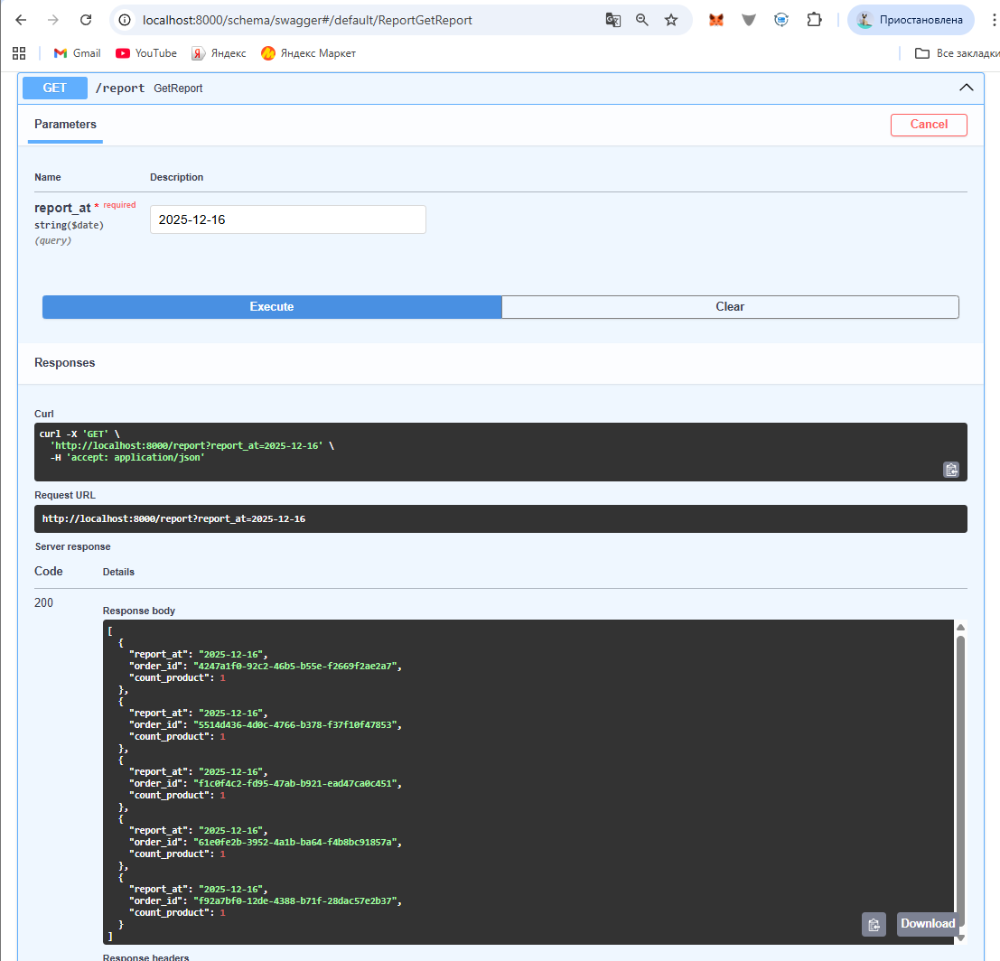 localhost:8000/schema/swagger#/default/ReportGetReport
Приостановлена
Gmail
YouTube
Яндекс
Яндекс Маркет
Все закладки
GET /report GetReport
Parameters
Cancel
Name Description
report_at * required
string($date)
(query)
2025-12-16
Execute
Clear
Responses
Curl
curl -X 'GET' \
'http://localhost:8000/report?report_at=2025-12-16' \
-H 'accept: application/json'
Request URL
http://localhost:8000/report?report_at=2025-12-16
Server response
Code Details
200
Response body
[
{
"report_at": "2025-12-16",
"order_id": "4247a1f0-92c2-46b5-b55e-f2669f2ae2a7",
"count_product": 1
},
{
"report_at": "2025-12-16",
"order_id": "5514d436-4d0c-4766-b378-f37f10f47853",
"count_product": 1
},
{
"report_at": "2025-12-16",
"order_id": "f1c0f4c2-fd95-47ab-b921-ead47ca0c451",
"count_product": 1
},
{
"report_at": "2025-12-16",
"order_id": "61e0fe2b-3952-4a1b-ba64-f4b8bc91857a",
"count_product": 1
},
{
"report_at": "2025-12-16",
"order_id": "f92a7bf0-12de-4388-b71f-28dac57e2b37",
"count_product": 1
}
]
Download
Response headers